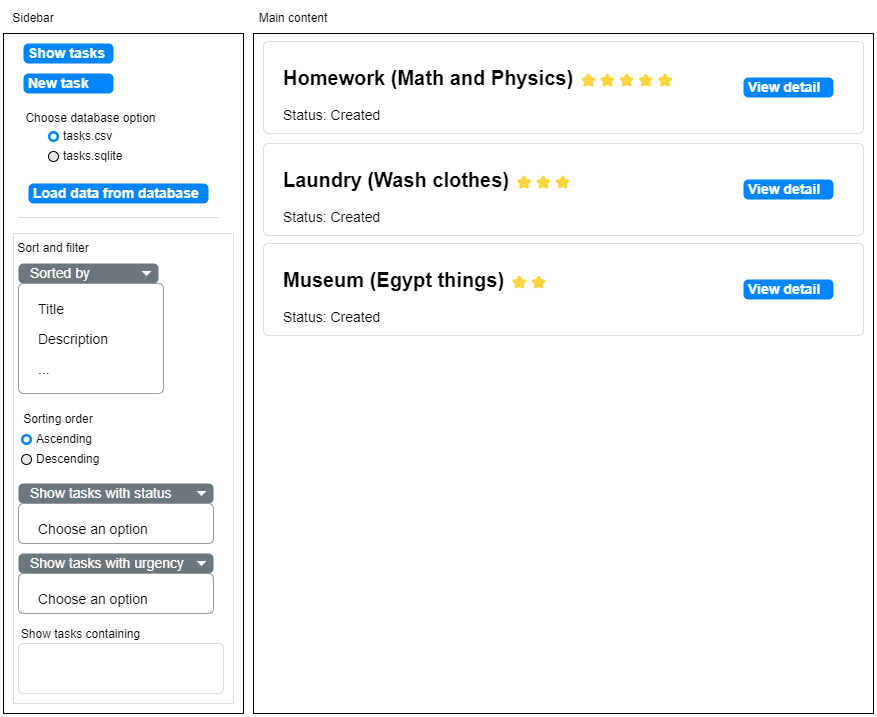 Sidebar
Show tasks
New task
Choose database option
tasks.csv
tasks.sqlite
Load data from database
Sort and filter
Sorted by
Title
Description
...
Sorting order
Ascending
Descending
Show tasks with status
Choose an option
Show tasks with urgency
Choose an option
Show tasks containing
Main content
Homework (Math and Physics)
View detail
Status: Created
Laundry (Wash clothes)
View detail
Status: Created
Museum (Egypt things)
View detail
Status: Created